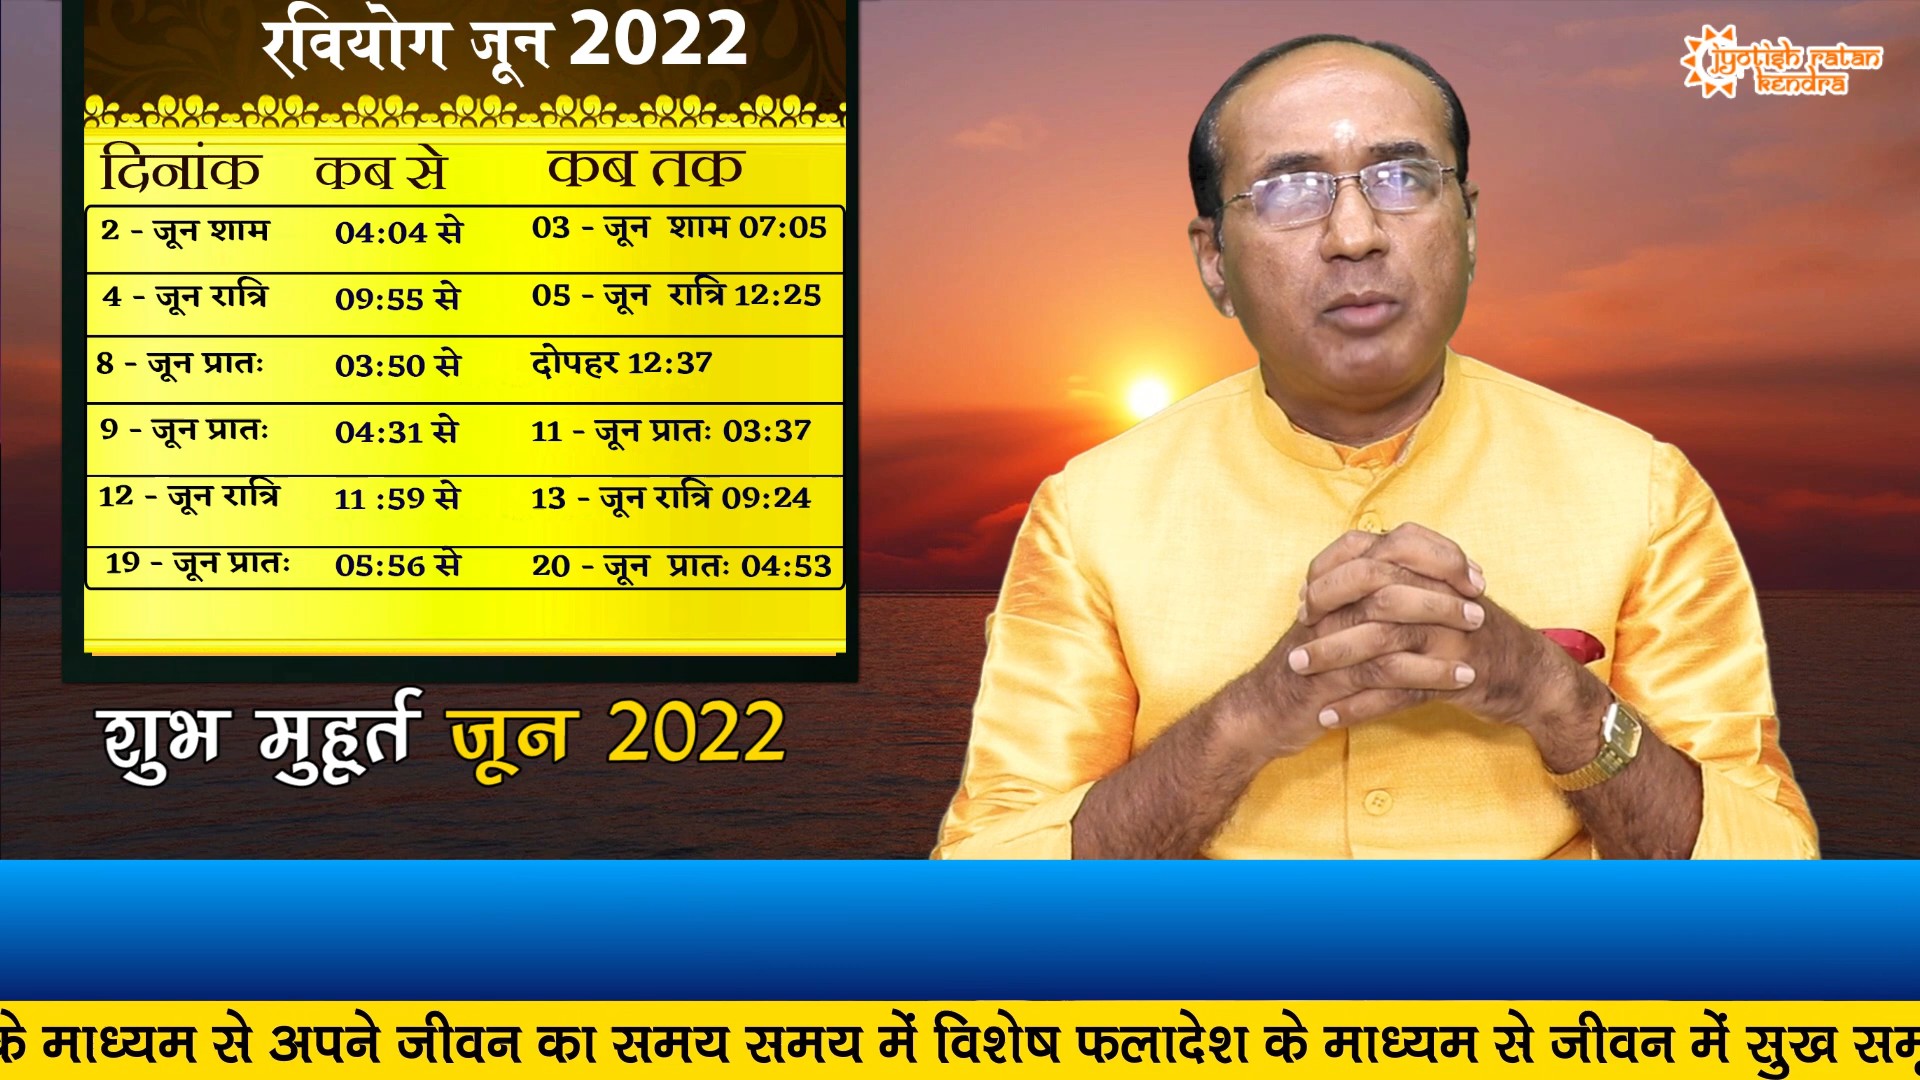 रवियोग जून 2022
दिनांक कब से कब तक
2 - जून शाम 04:04 से 03 - जून शाम 07:05
4 - जून रात्रि 09:55 से 05 - जून रात्रि 12:25
8 - जून प्रातः 03:50 से दोपहर 12:37
9 - जून प्रातः 04:31 से 11 - जून प्रातः 03:37
12 - जून रात्रि 11 :59 से 13 - जून रात्रि 09:24
19 - जून प्रातः 05:56 से 20 - जून प्रातः 04:53
शुभ मुहूर्त जून 2022
jyotish ratan
kendra
के माध्यम से अपने जीवन का समय समय में विशेष फलादेश के माध्यम से जीवन में सुख